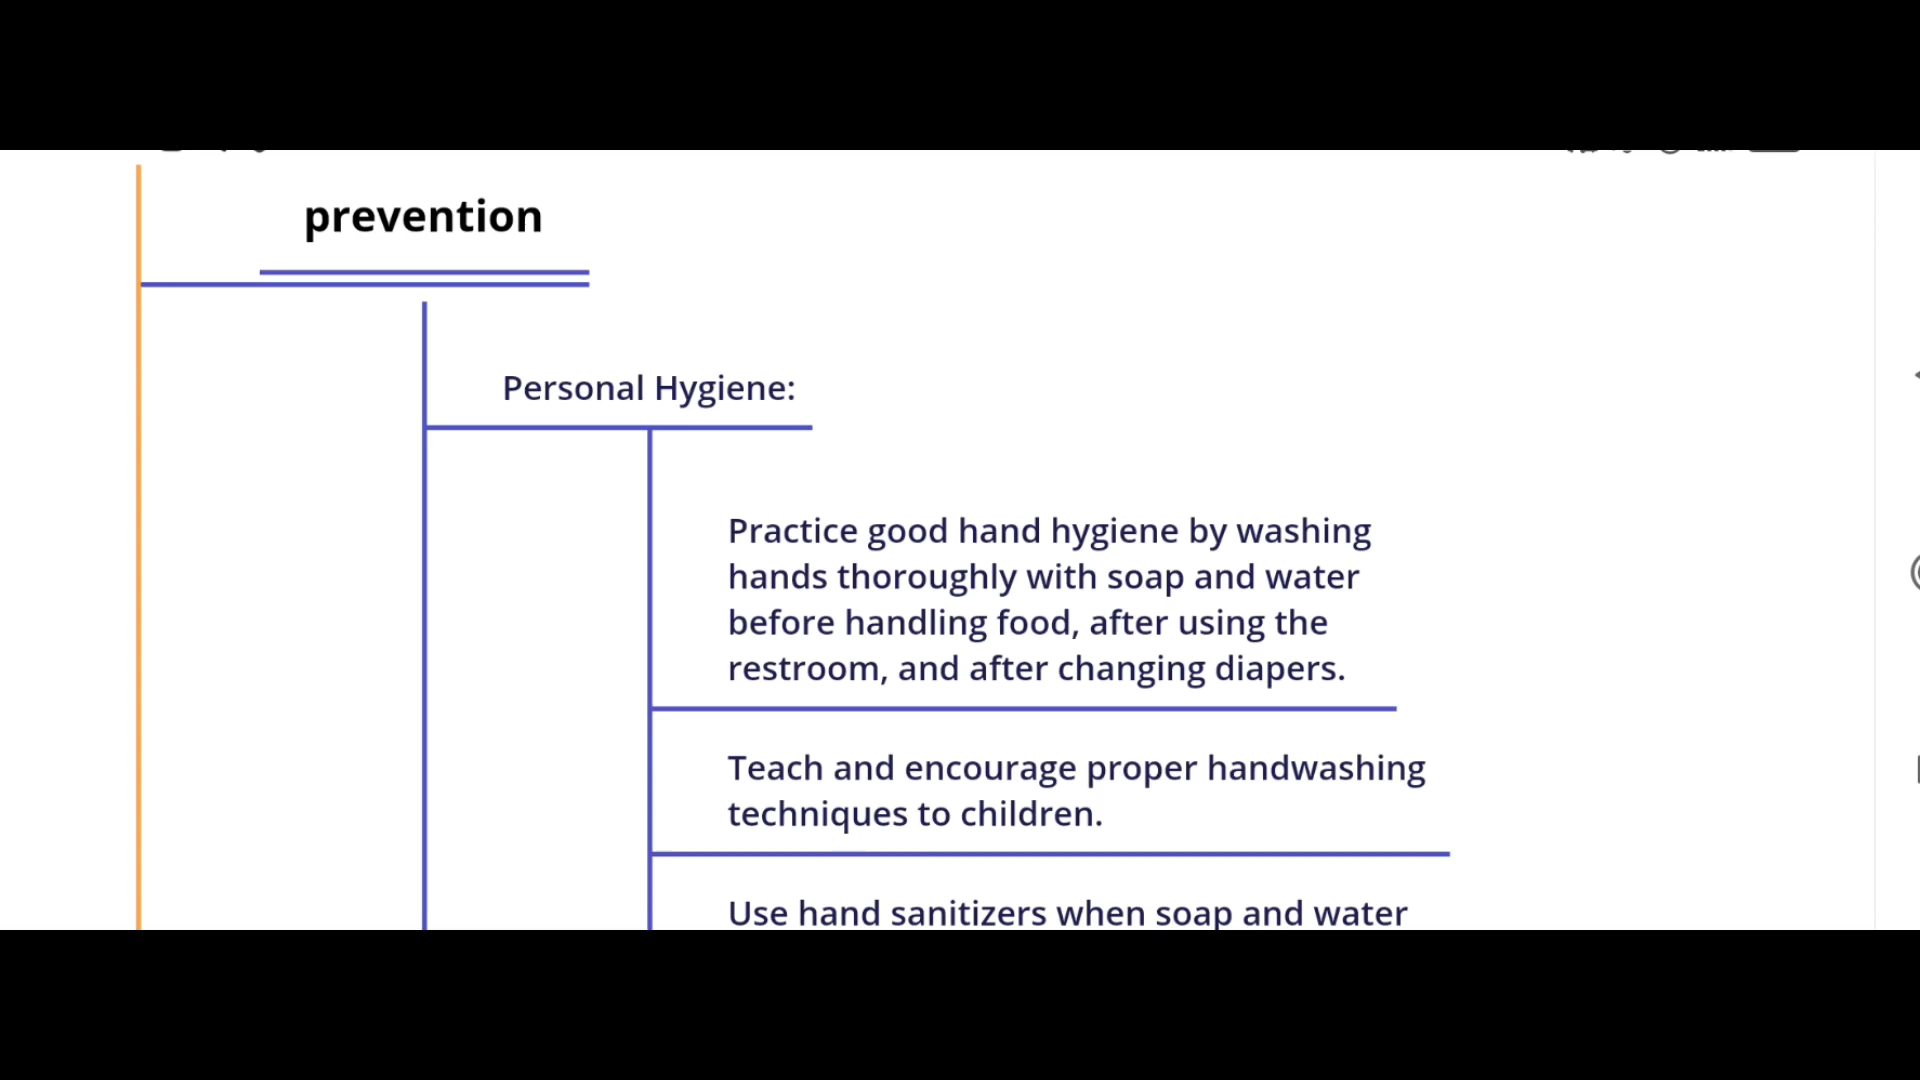 prevention
Personal Hygiene:
Practice good hand hygiene by washing
hands thoroughly with soap and water
before handling food, after using the
restroom, and after changing diapers.
Teach and encourage proper handwashing
techniques to children.
Use hand sanitizers when soap and water